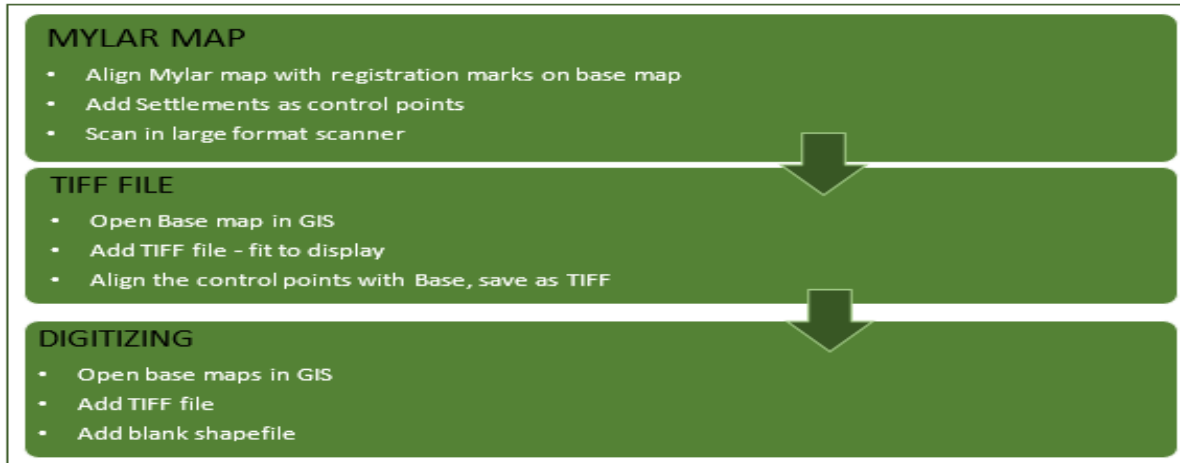 MYLAR MAP
• Align Mylar map with registration marks on base map
• Add Settlements as control points
• Scan in large format scanner
TIFF FILE
• Open Base map in GIS
• Add TIFF file - fit to display
• Align the control points with Base, save as TIFF
DIGITIZING
• Open base maps in GIS
• Add TIFF file
• Add blank shapefile